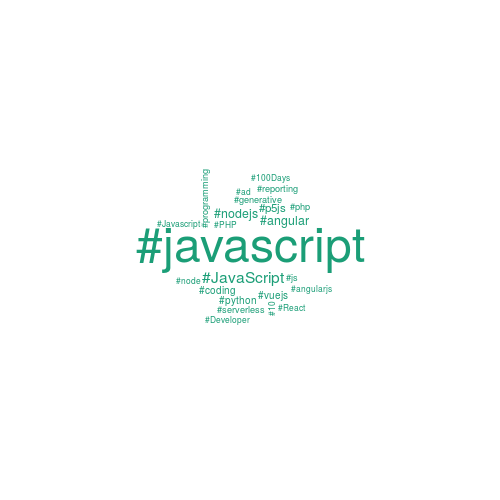 #100Days
#programming
#ad #reporting
#generative
#nodejs #p5js #php
#Javascript #PHP #angular
#javascript
#JavaScript #js
#node
#coding #angularjs
#python #vuejs
#serverless #10 #React
#Developer